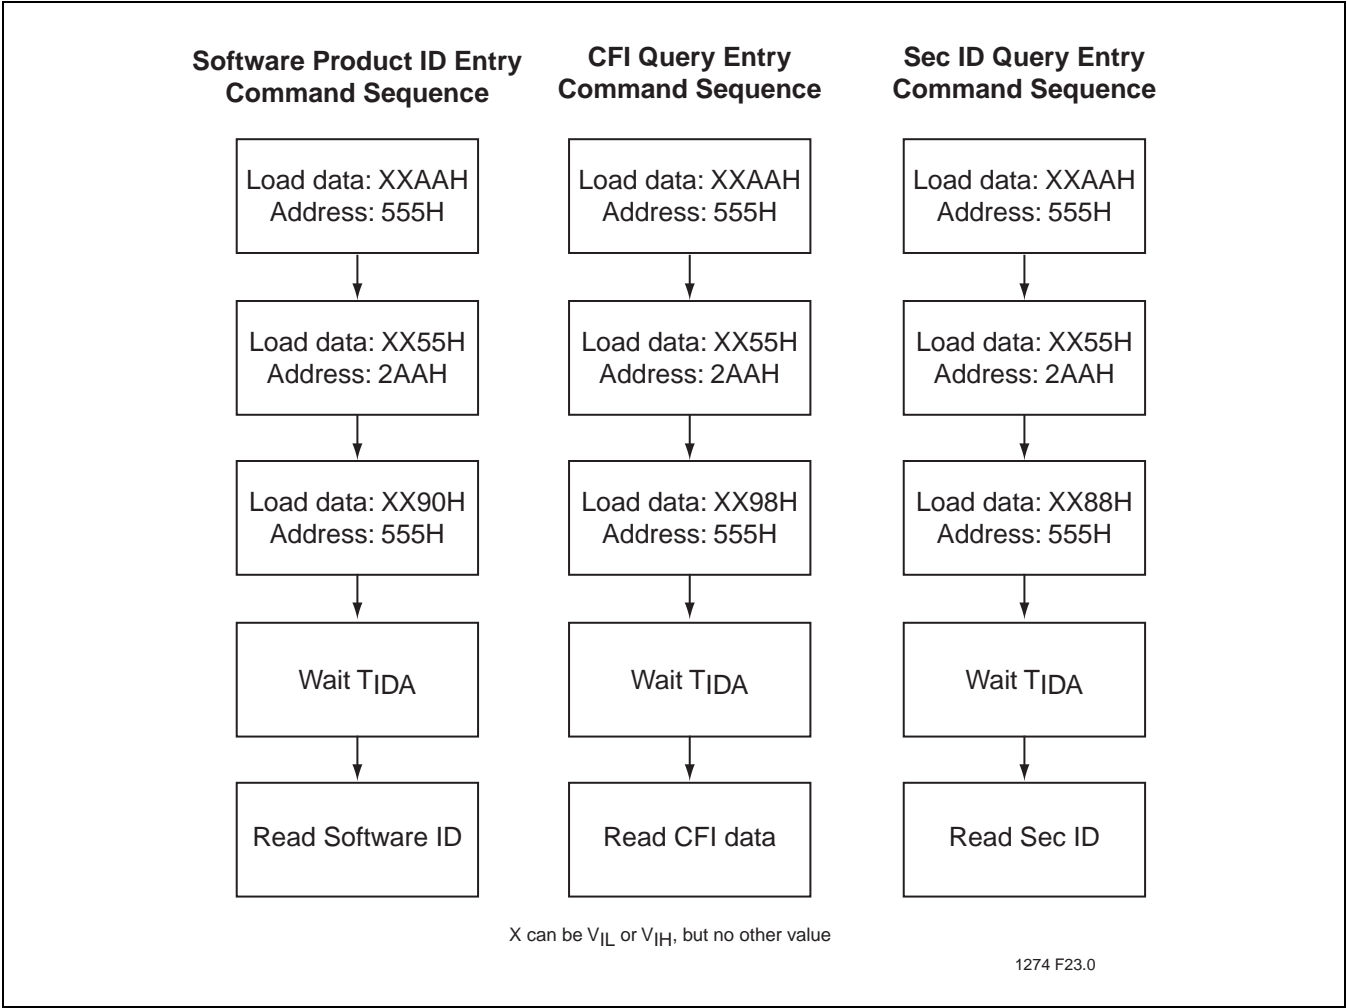 Software Product ID Entry
Command Sequence
Load data: XXAAH
Address: 555H
Load data: XX55H
Address: 2AAH
Load data: XX90H
Address: 555H
Wait TIDA
Read Software ID
CFI Query Entry
Command Sequence
Load data: XXAAH
Address: 555H
Load data: XX55H
Address: 2AAH
Load data: XX98H
Address: 555H
Wait TIDA
Read CFI data
Sec ID Query Entry
Command Sequence
Load data: XXAAH
Address: 555H
Load data: XX55H
Address: 2AAH
Load data: XX88H
Address: 555H
Wait TIDA
Read Sec ID
X can be VIL or VIH, but no other value
1274 F23.0